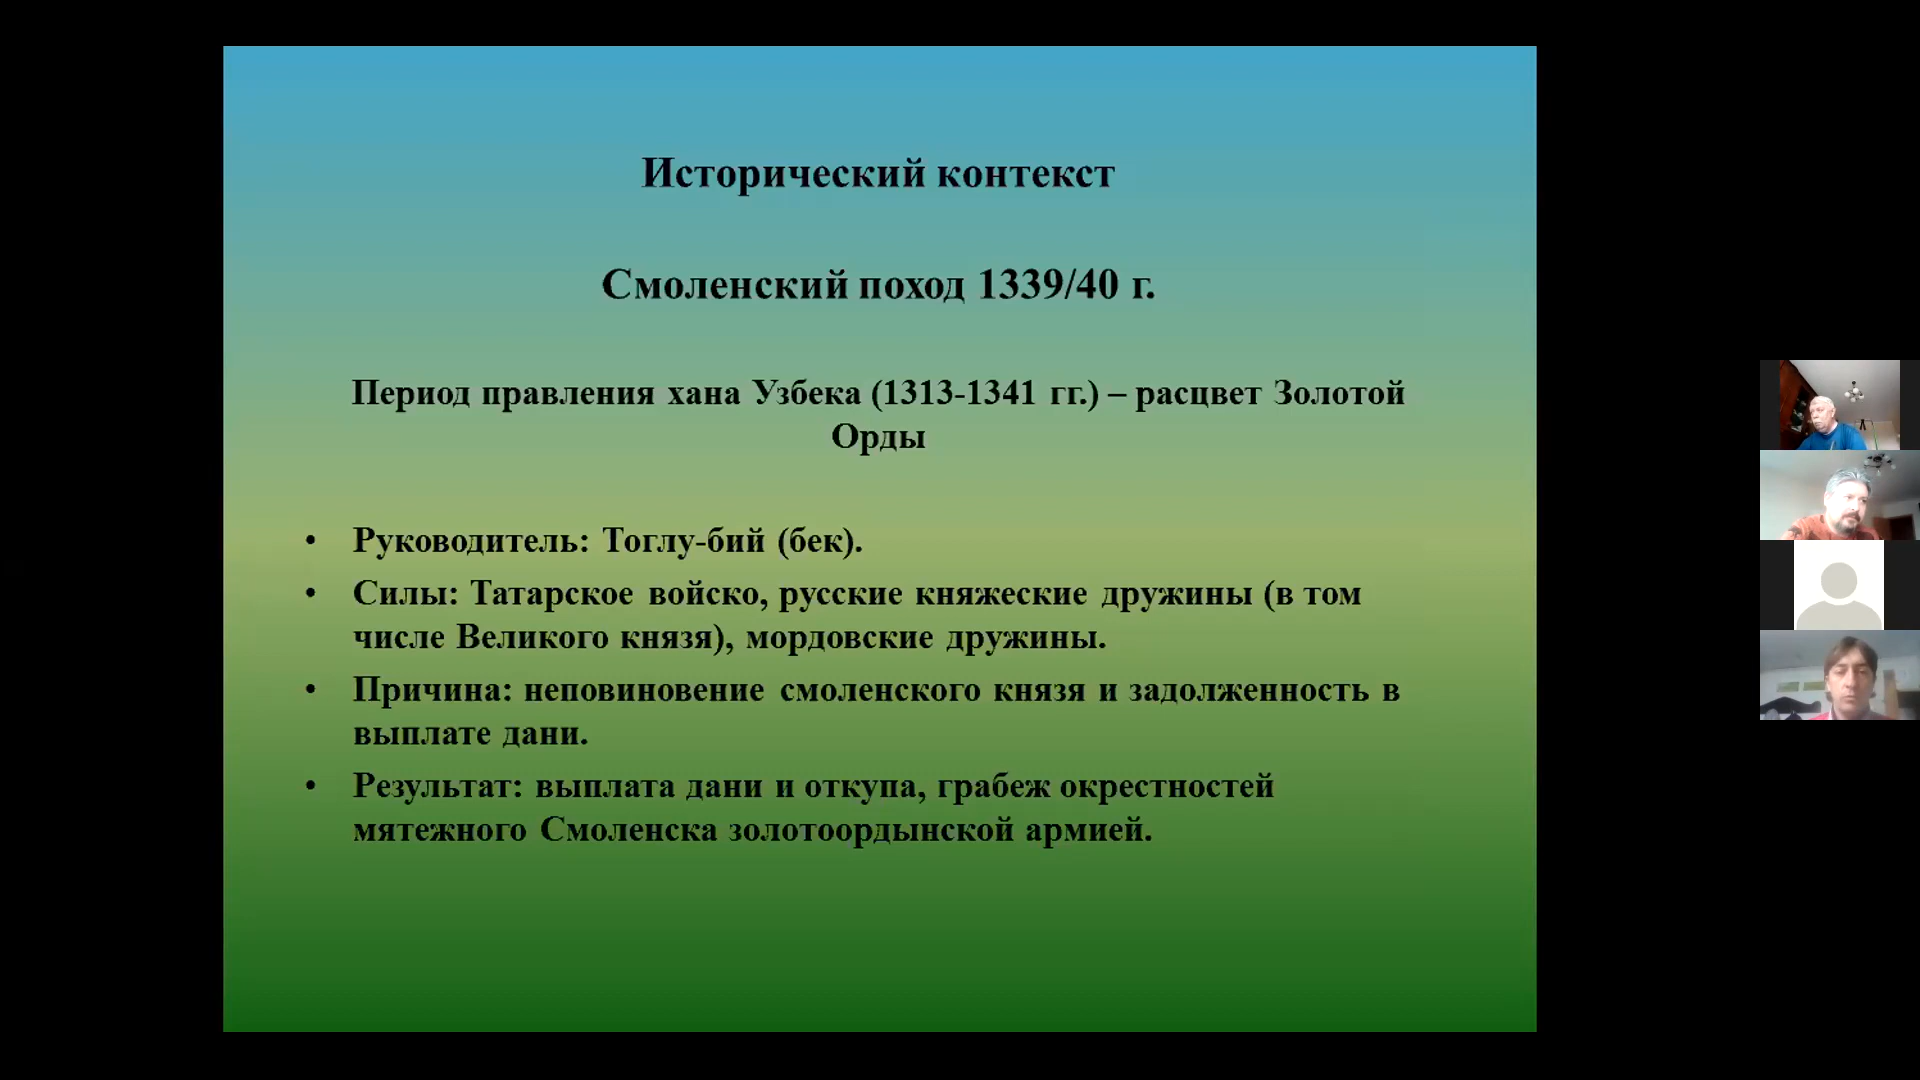 Исторический контекст
Смоленский поход 1339/40 г.
Период правления хана Узбека (1313-1341 гг.) – расцвет Золотой
Орды
• Руководитель: Тоглу-бий (бек).
• Силы: Татарское войско, русские княжеские дружины (в том
числе Великого князя), мордовские дружины.
• Причина: неповиновение смоленского князя и задолженность в
выплате дани.
• Результат: выплата дани и откупа, грабеж окрестностей
мятежного Смоленска золотоордынской армией.